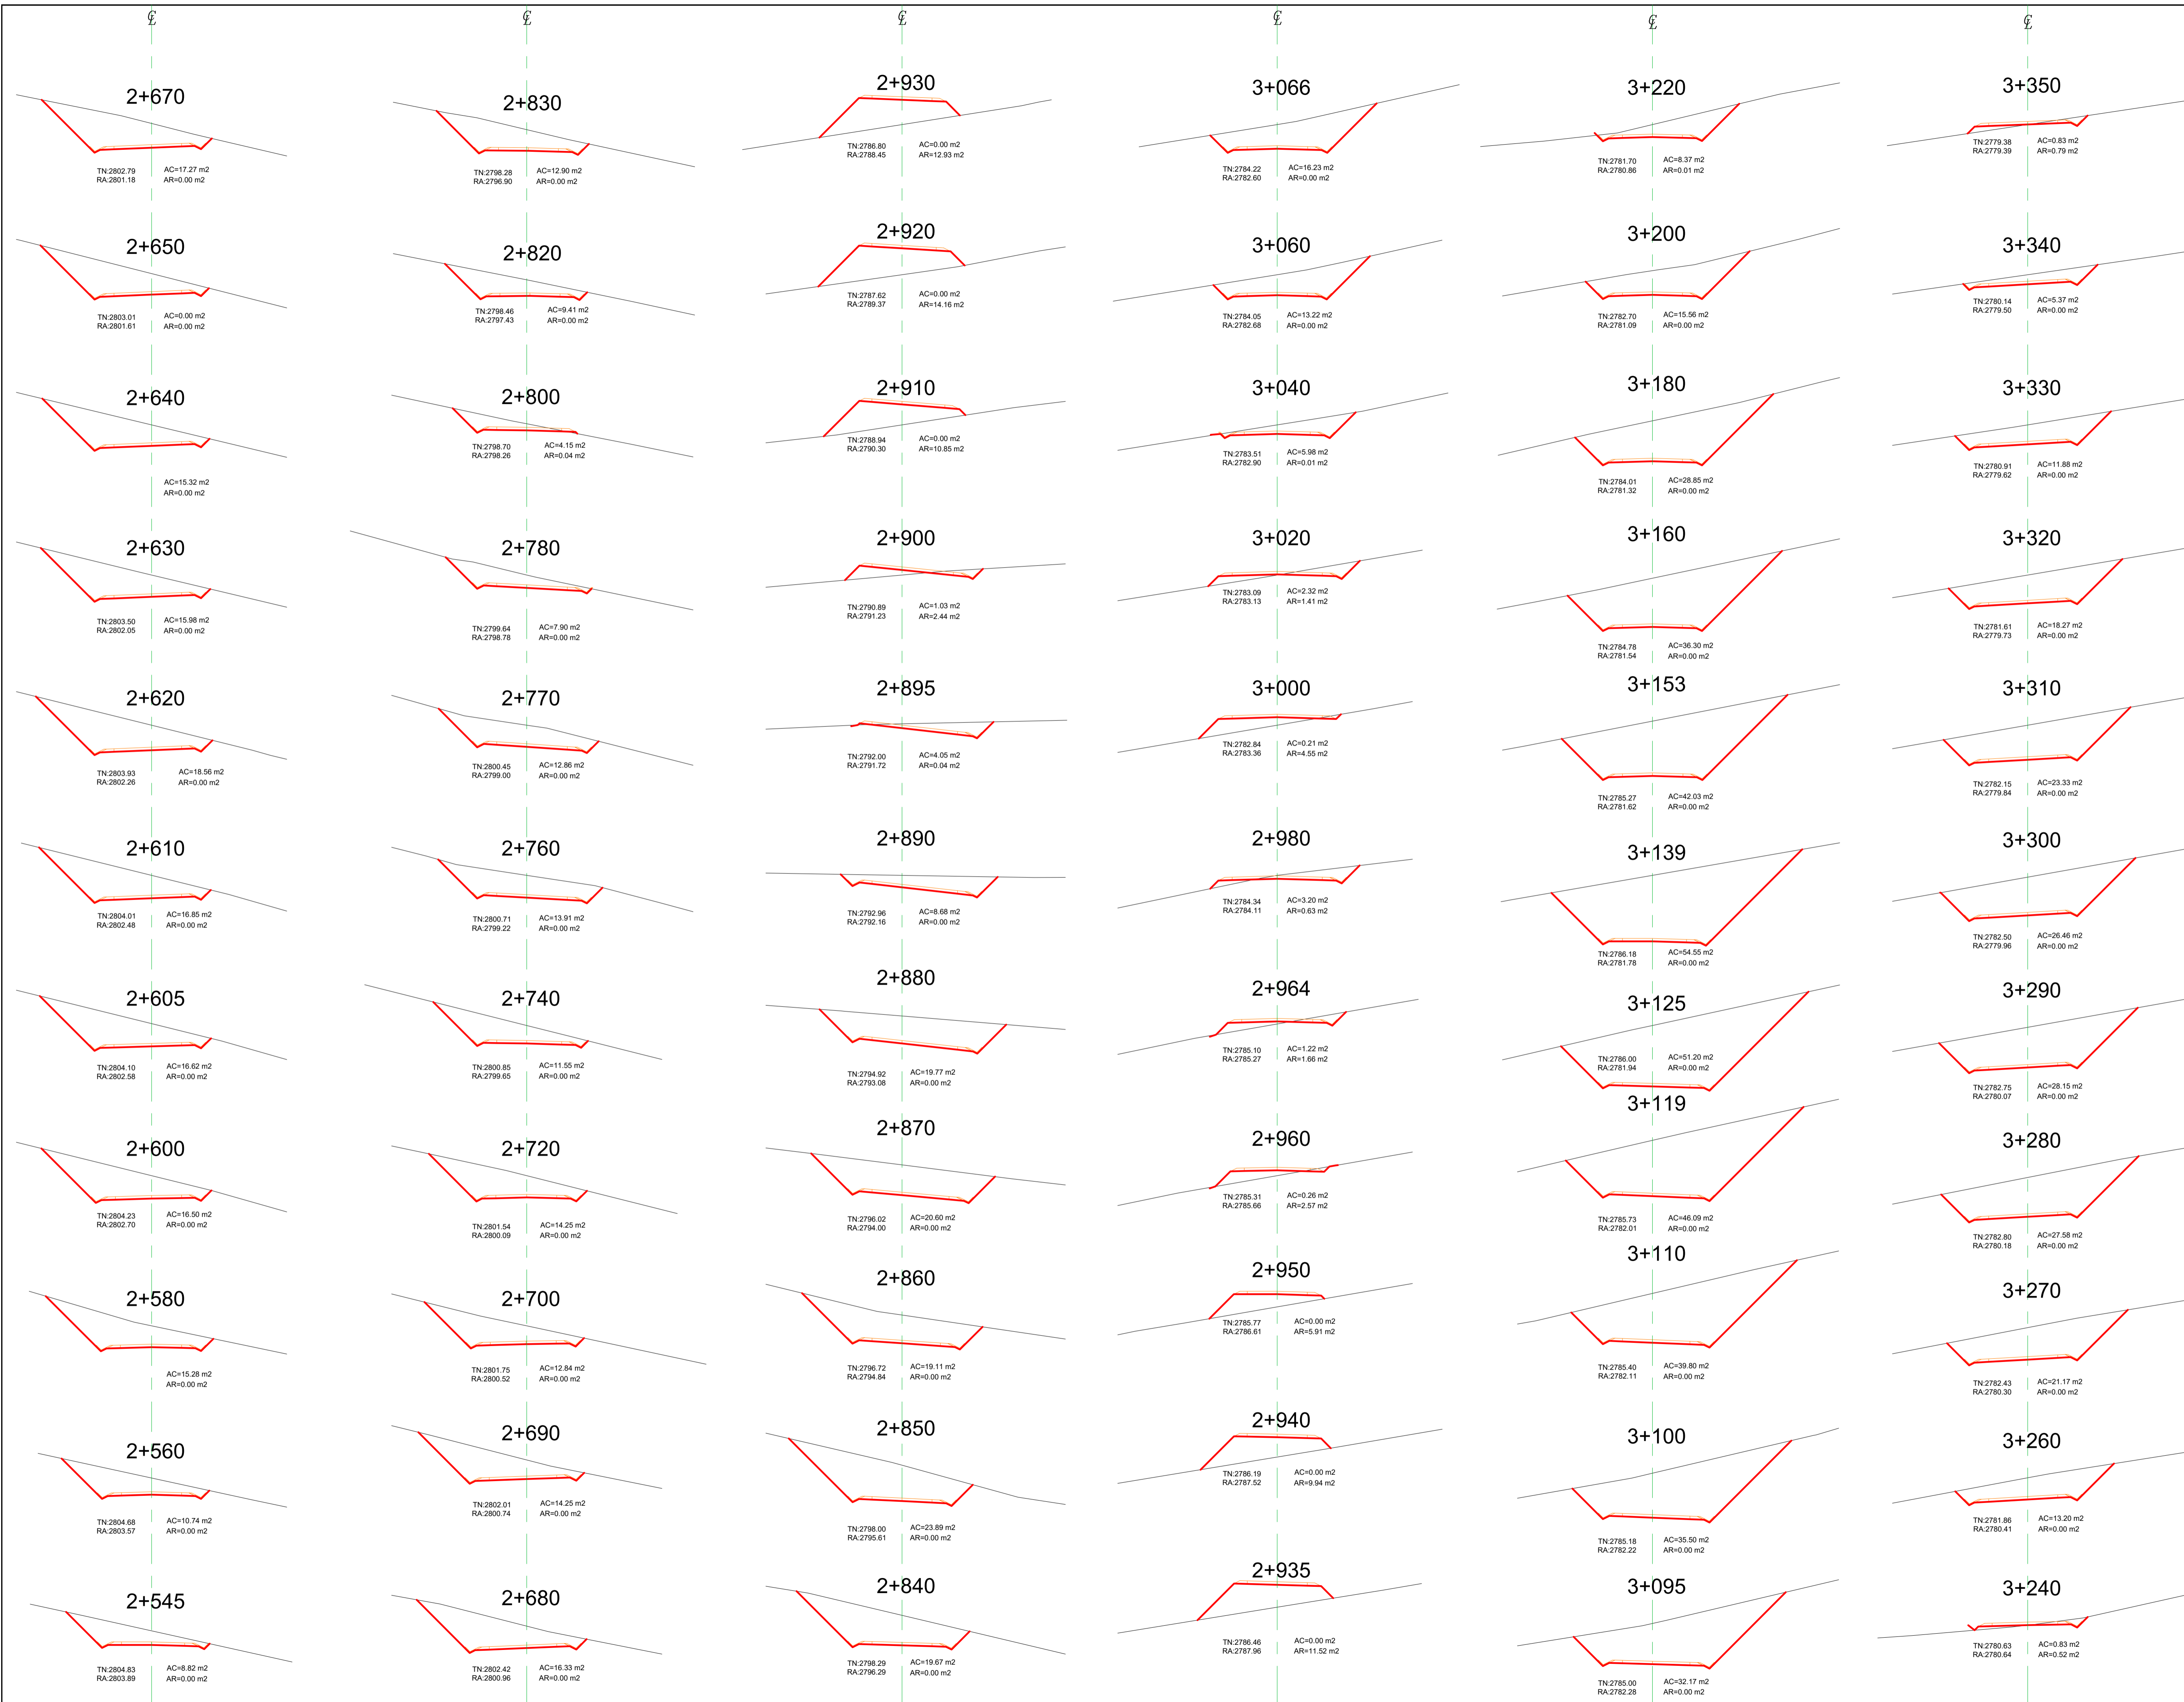 ℄
℄
℄
℄
℄
℄
2+670
TN:2802.79 AC=17.27 m2
RA:2801.18 AR=0.00 m2
2+650
TN:2803.01 AC=0.00 m2
RA:2801.61 AR=0.00 m2
2+640
AC=15.32 m2
AR=0.00 m2
2+630
TN:2803.50 AC=15.98 m2
RA:2802.05 AR=0.00 m2
2+620
TN:2803.93 AC=18.56 m2
RA:2802.26 AR=0.00 m2
2+610
TN:2804.01 AC=16.85 m2
RA:2802.48 AR=0.00 m2
2+605
TN:2804.10 AC=16.62 m2
RA:2802.58 AR=0.00 m2
2+600
TN:2804.23 AC=16.50 m2
RA:2802.70 AR=0.00 m2
2+580
AC=15.28 m2
AR=0.00 m2
2+560
TN:2804.68 AC=10.74 m2
RA:2803.57 AR=0.00 m2
2+545
TN:2804.83 AC=8.82 m2
RA:2803.89 AR=0.00 m2
2+830
TN:2798.28 AC=12.90 m2
RA:2796.90 AR=0.00 m2
2+820
TN:2798.46 AC=9.41 m2
RA:2797.43 AR=0.00 m2
2+800
TN:2798.70 AC=4.15 m2
RA:2798.26 AR=0.04 m2
2+780
TN:2799.64 AC=7.90 m2
RA:2798.78 AR=0.00 m2
2+770
TN:2800.45 AC=12.86 m2
RA:2799.00 AR=0.00 m2
2+760
TN:2800.71 AC=13.91 m2
RA:2799.22 AR=0.00 m2
2+740
TN:2800.85 AC=11.55 m2
RA:2799.65 AR=0.00 m2
2+720
TN:2801.54 AC=14.25 m2
RA:2800.09 AR=0.00 m2
2+700
TN:2801.75 AC=12.84 m2
RA:2800.52 AR=0.00 m2
2+690
TN:2802.01 AC=14.25 m2
RA:2800.74 AR=0.00 m2
2+680
TN:2802.42 AC=16.33 m2
RA:2800.96 AR=0.00 m2
2+930
TN:2786.80 AC=0.00 m2
RA:2788.45 AR=12.93 m2
2+920
TN:2787.62 AC=0.00 m2
RA:2789.37 AR=14.16 m2
2+910
TN:2788.94 AC=0.00 m2
RA:2790.30 AR=10.85 m2
2+900
TN:2790.89 AC=1.03 m2
RA:2791.23 AR=2.44 m2
2+895
TN:2792.00 AC=4.05 m2
RA:2791.72 AR=0.04 m2
2+890
TN:2792.96 AC=8.68 m2
RA:2792.16 AR=0.00 m2
2+880
TN:2794.92 AC=19.77 m2
RA:2793.08 AR=0.00 m2
2+870
TN:2796.02 AC=20.60 m2
RA:2794.00 AR=0.00 m2
2+860
TN:2796.72 AC=19.11 m2
RA:2794.84 AR=0.00 m2
2+850
TN:2798.00 AC=23.89 m2
RA:2795.61 AR=0.00 m2
2+840
TN:2798.29 AC=19.67 m2
RA:2796.29 AR=0.00 m2
3+066
TN:2784.22 AC=16.23 m2
RA:2782.60 AR=0.00 m2
3+060
TN:2784.05 AC=13.22 m2
RA:2782.68 AR=0.00 m2
3+040
TN:2783.51 AC=5.98 m2
RA:2782.90 AR=0.01 m2
3+020
TN:2783.09 AC=2.32 m2
RA:2783.13 AR=1.41 m2
3+000
TN:2782.84 AC=0.21 m2
RA:2783.36 AR=4.55 m2
2+980
TN:2784.34 AC=3.20 m2
RA:2784.11 AR=0.63 m2
2+964
TN:2785.10 AC=1.22 m2
RA:2785.27 AR=1.66 m2
2+960
TN:2785.31 AC=0.26 m2
RA:2785.66 AR=2.57 m2
2+950
TN:2785.77 AC=0.00 m2
RA:2786.61 AR=5.91 m2
2+940
TN:2786.19 AC=0.00 m2
RA:2787.52 AR=9.94 m2
2+935
TN:2786.46 AC=0.00 m2
RA:2787.96 AR=11.52 m2
3+220
TN:2781.70 AC=8.37 m2
RA:2780.86 AR=0.01 m2
3+200
TN:2782.70 AC=15.56 m2
RA:2781.09 AR=0.00 m2
3+180
TN:2784.01 AC=28.85 m2
RA:2781.32 AR=0.00 m2
3+160
TN:2784.78 AC=36.30 m2
RA:2781.54 AR=0.00 m2
3+153
TN:2785.27 AC=42.03 m2
RA:2781.62 AR=0.00 m2
3+139
TN:2786.18 AC=54.55 m2
RA:2781.78 AR=0.00 m2
3+125
TN:2786.00 AC=51.20 m2
RA:2781.94 AR=0.00 m2
3+119
TN:2785.73 AC=46.09 m2
RA:2782.01 AR=0.00 m2
3+110
TN:2785.40 AC=39.80 m2
RA:2782.11 AR=0.00 m2
3+100
TN:2785.18 AC=35.50 m2
RA:2782.22 AR=0.00 m2
3+095
TN:2785.00 AC=32.17 m2
RA:2782.28 AR=0.00 m2
3+350
TN:2779.38 AC=0.83 m2
RA:2779.39 AR=0.79 m2
3+340
TN:2780.14 AC=5.37 m2
RA:2779.50 AR=0.00 m2
3+330
TN:2780.91 AC=11.88 m2
RA:2779.62 AR=0.00 m2
3+320
TN:2781.61 AC=18.27 m2
RA:2779.73 AR=0.00 m2
3+310
TN:2782.15 AC=23.33 m2
RA:2779.84 AR=0.00 m2
3+300
TN:2782.50 AC=26.46 m2
RA:2779.96 AR=0.00 m2
3+290
TN:2782.75 AC=28.15 m2
RA:2780.07 AR=0.00 m2
3+280
TN:2782.80 AC=27.58 m2
RA:2780.18 AR=0.00 m2
3+270
TN:2782.43 AC=21.17 m2
RA:2780.30 AR=0.00 m2
3+260
TN:2781.86 AC=13.20 m2
RA:2780.41 AR=0.00 m2
3+240
TN:2780.63 AC=0.83 m2
RA:2780.64 AR=0.52 m2